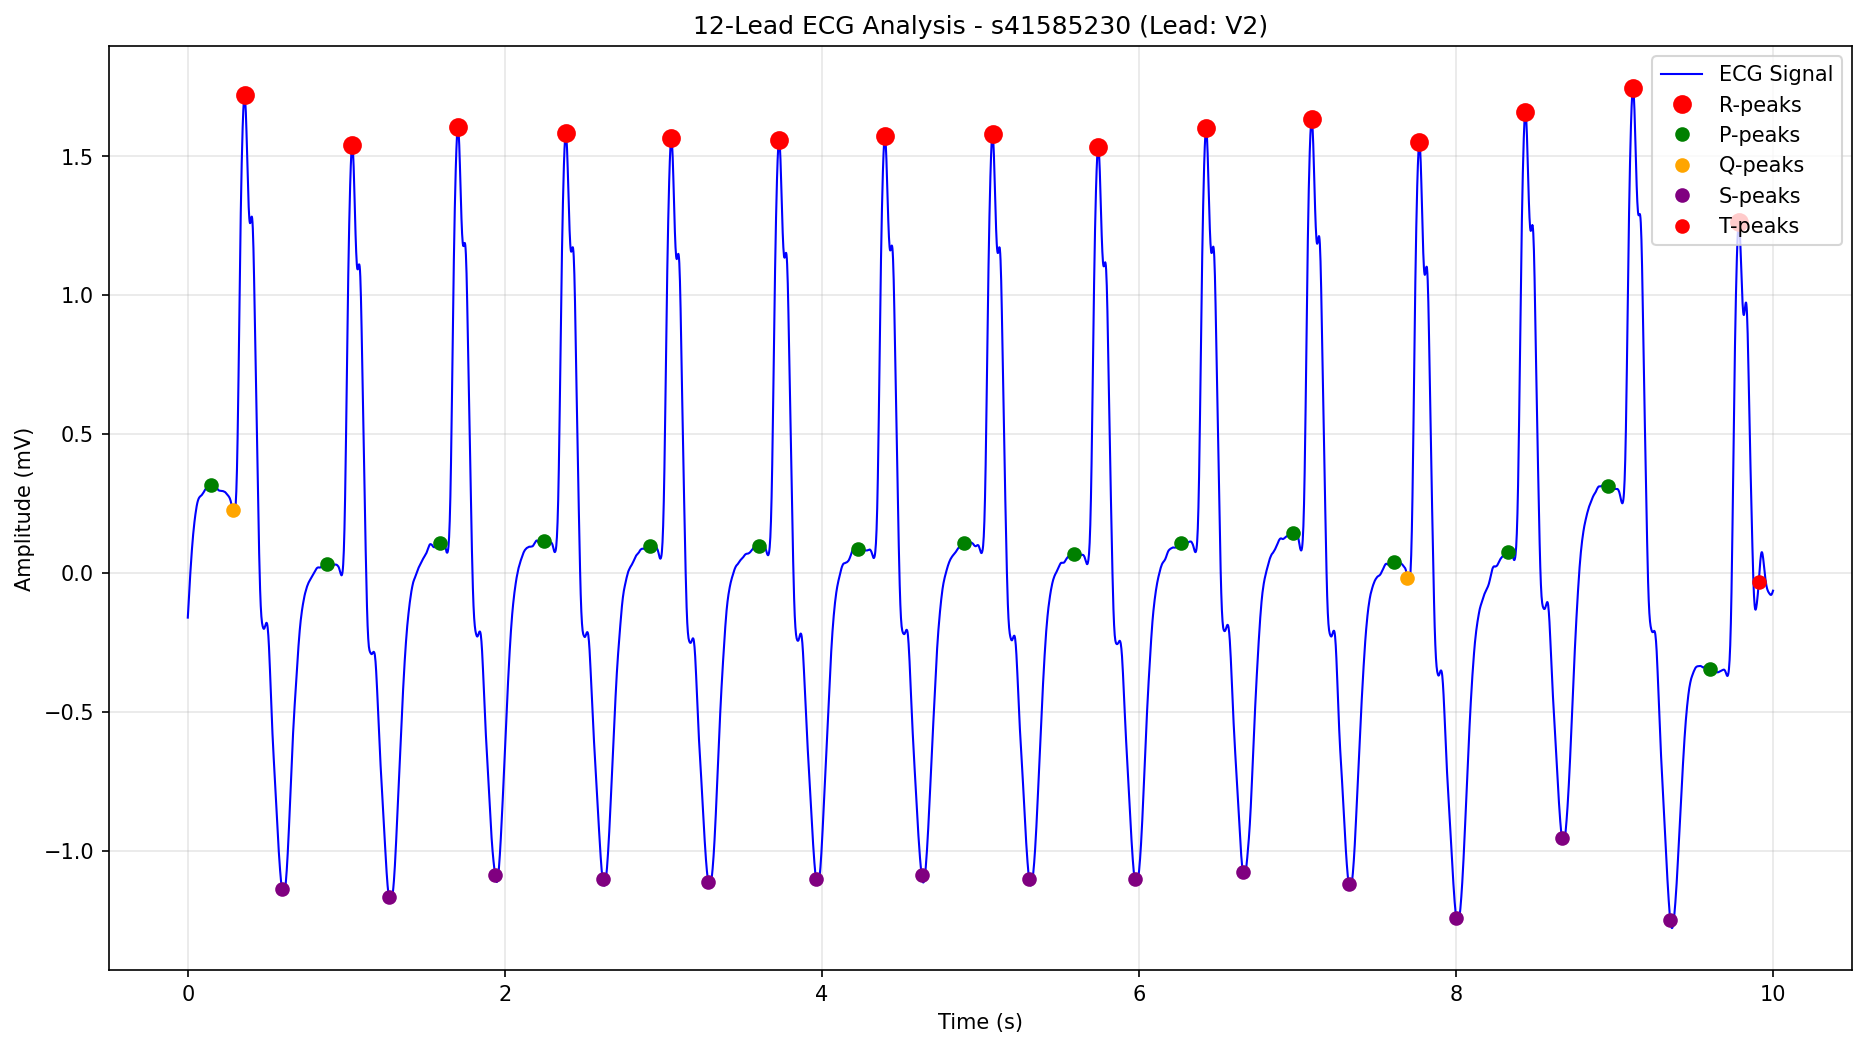 12-Lead ECG Analysis - s41585230 (Lead: V2)
ECG Signal
R-peaks
P-peaks
Q-peaks
S-peaks
T-peaks
Amplitude (mV)
1.5
1.0
0.5
0.0
−0.5
−1.0
0 2 4 6 8 10
Time (s)